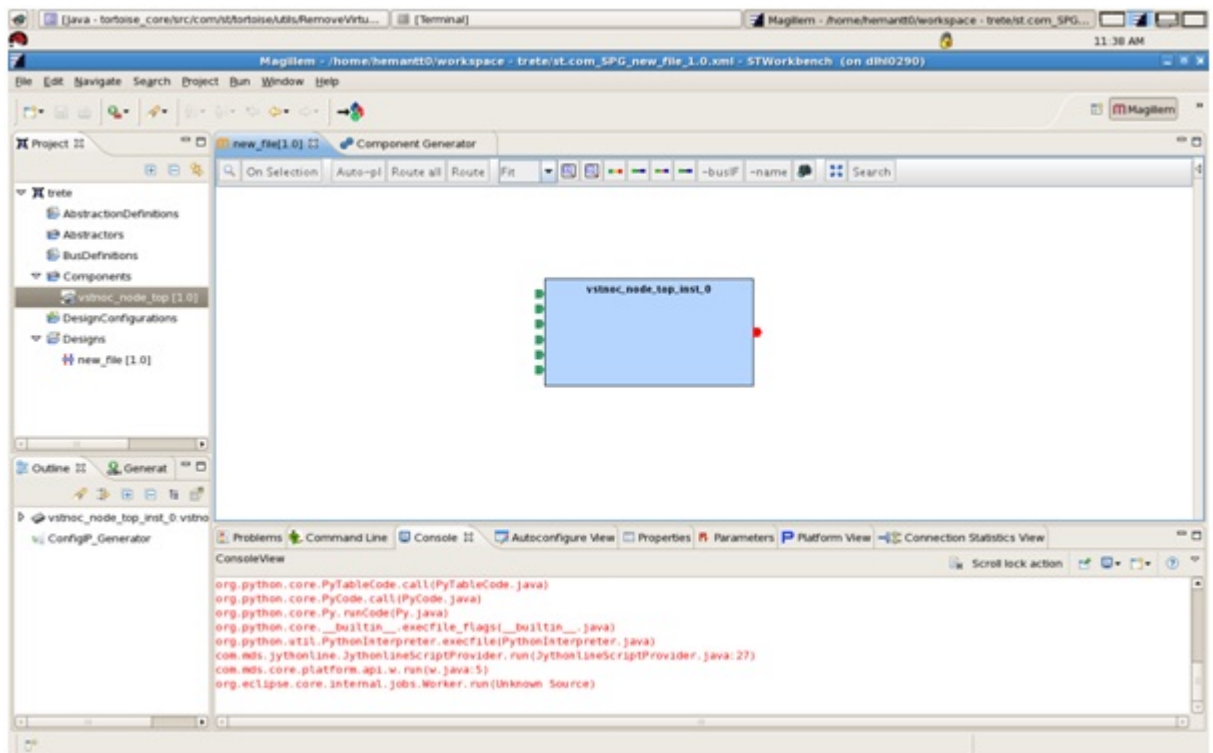 [Java - tortoise_core/src/com/st/tortoise/utils/RemoveVirtu...
[Terminal]
Magillem - /home/hemantt0/workspace - trete/st.com_SPG...
11:38 AM
Magillem - /home/hemantt0/workspace - trete/st.com_SPG_new_file_1.0.xml - STWorkbench (on dlhl0290)
File Edit Navigate Search Project Run Window Help
Magillem
Project
new_file[1.0]
Component Generator
On Selection Auto-pl Route all Route Fit -busIF -name Search
trete
AbstractionDefinitions
Abstractors
BusDefinitions
Components
vstnoc_node_top [1.0]
DesignConfigurations
Designs
new_file [1.0]
vstnoc_node_top_inst_0
Outline Generat
vstnoc_node_top_inst_0:vstno
ConfigIP_Generator
Problems Command Line Console Autoconfigure View Properties Parameters Platform View Connection Statistics View
ConsoleView
Scroll lock action
org.python.core.PyTableCode.call(PyTableCode.java)
org.python.core.PyCode.call(PyCode.java)
org.python.core.Py.runCode(Py.java)
org.python.core.__builtin__.execfile_flags(__builtin__.java)
org.python.util.PythonInterpreter.execfile(PythonInterpreter.java)
com.mds.jythonline.JythonlineScriptProvider.run(JythonlineScriptProvider.java:27)
com.mds.core.platform.api.w.run(w.java:5)
org.eclipse.core.internal.jobs.Worker.run(Unknown Source)